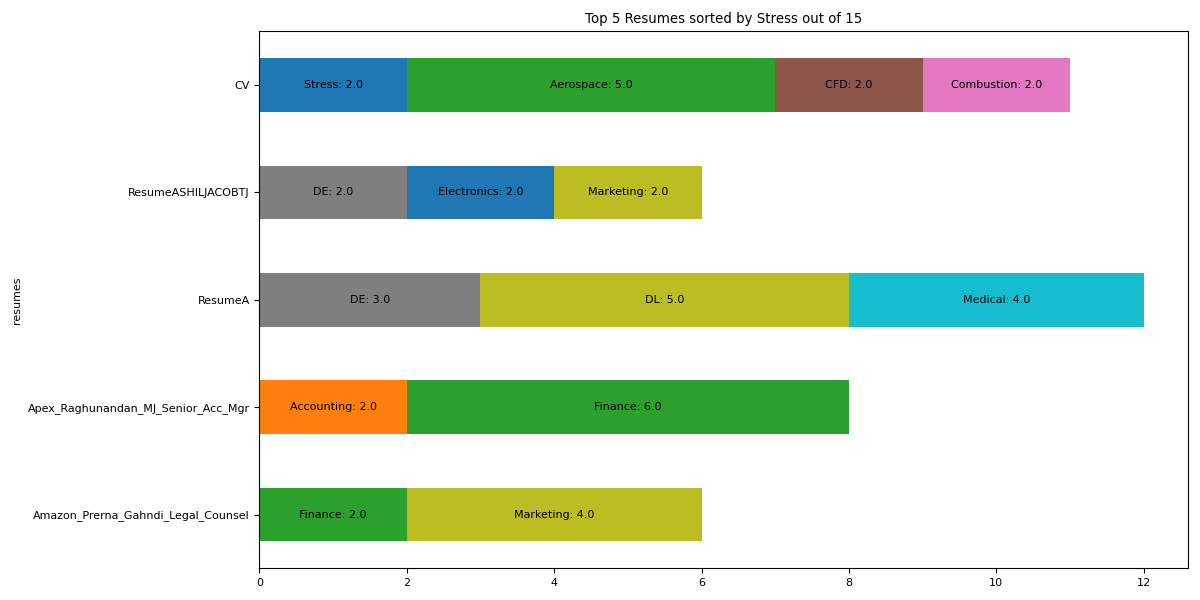 Top 5 Resumes sorted by Stress out of 15
CV
Stress: 2.0
Aerospace: 5.0
CFD: 2.0
Combustion: 2.0
ResumeASHILJACOBTJ
DE: 2.0
Electronics: 2.0
Marketing: 2.0
resumes
ResumeA
DE: 3.0
DL: 5.0
Medical: 4.0
Apex_Raghunandan_MJ_Senior_Acc_Mgr
Accounting: 2.0
Finance: 6.0
Amazon_Prerna_Gahndi_Legal_Counsel
Finance: 2.0
Marketing: 4.0
0 2 4 6 8 10 12